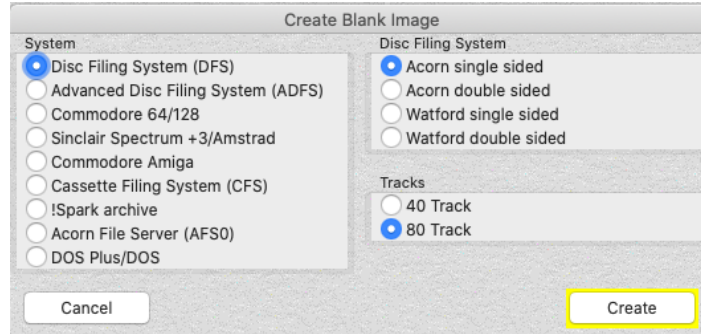 Create Blank Image
System
Disc Filing System (DFS)
Advanced Disc Filing System (ADFS)
Commodore 64/128
Sinclair Spectrum +3/Amstrad
Commodore Amiga
Cassette Filing System (CFS)
!Spark archive
Acorn File Server (AFS0)
DOS Plus/DOS
Disc Filing System
Acorn single sided
Acorn double sided
Watford single sided
Watford double sided
Tracks
40 Track
80 Track
Cancel
Create